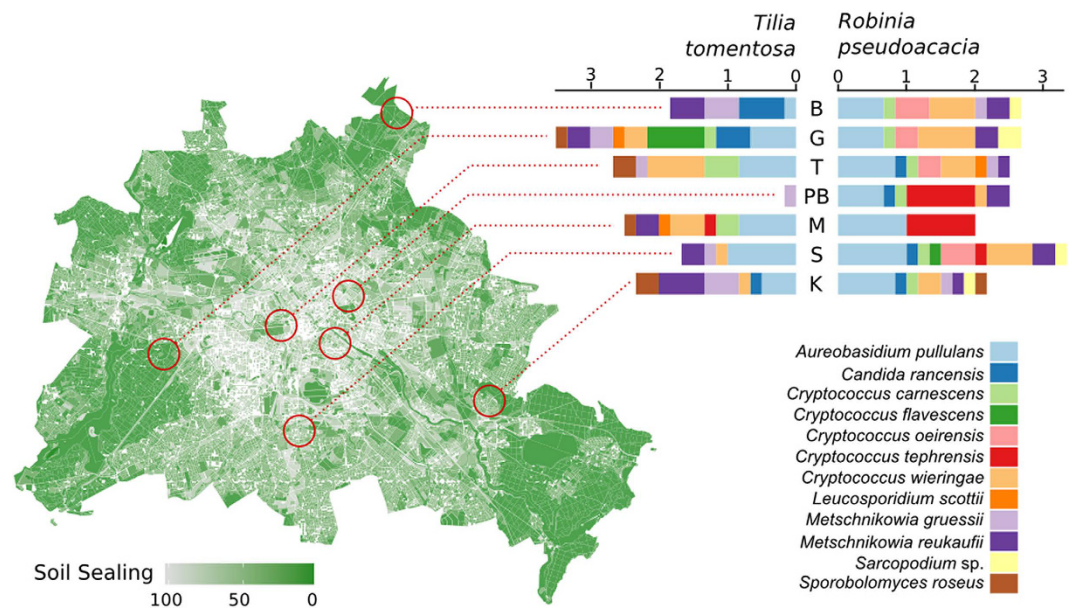 Tilia
tomentosa
Robinia
pseudoacacia
3 2 1 0
0 1 2 3
B
G
T
PB
M
S
K
Aureobasidium pullulans
Candida rancensis
Cryptococcus carnescens
Cryptococcus flavescens
Cryptococcus oeirensis
Cryptococcus tephrensis
Cryptococcus wieringae
Leucosporidium scottii
Metschnikowia gruessii
Metschnikowia reukaufii
Sarcopodium sp.
Sporobolomyces roseus
Soil Sealing
100 50 0